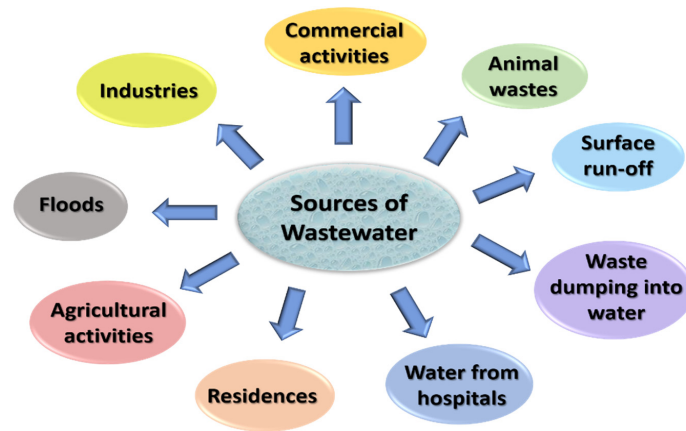 Commercial
activities
Animal
wastes
Industries
Surface
run-off
Sources of
Wastewater
Floods
Waste
dumping into
water
Agricultural
activities
Water from
hospitals
Residences